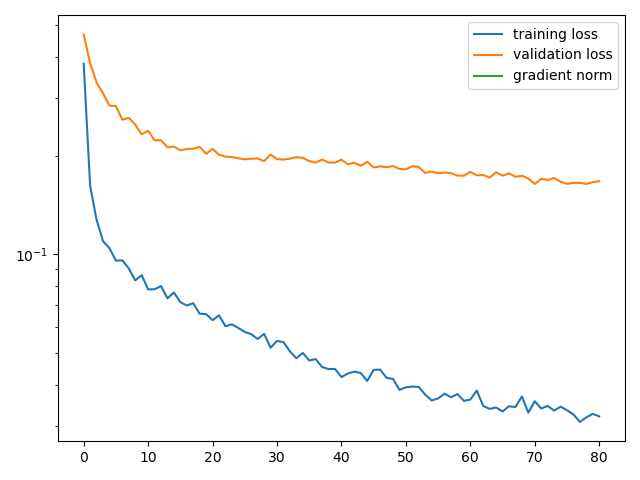 training loss
validation loss
gradient norm
10⁻¹
0 10 20 30 40 50 60 70 80